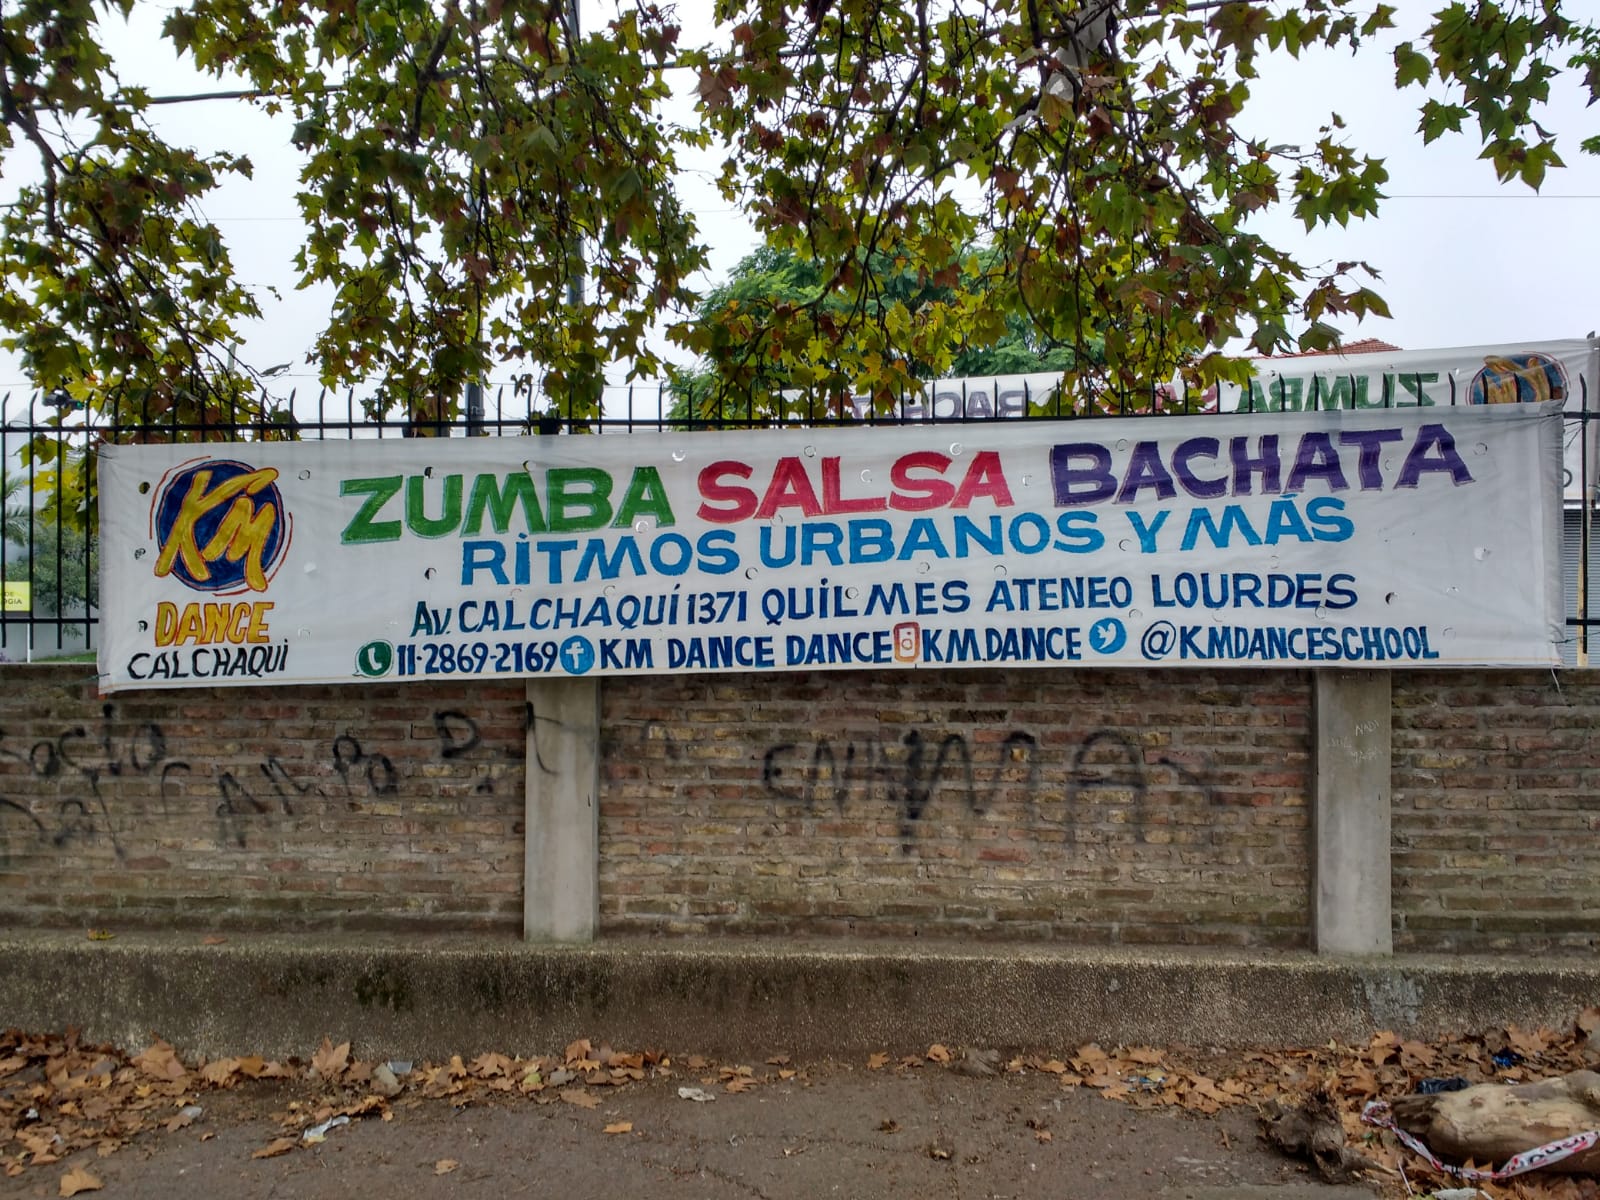 KM
DANCE
CALCHAQUÍ
ZUMBA SALSA BACHATA
RITMOS URBANOS Y MÁS
AV. CALCHAQUÍ 1371 QUILMES ATENEO LOURDES
11-2869-2169 KM DANCE DANCE KM.DANCE @KMDANCESCHOOL
ZUMBA